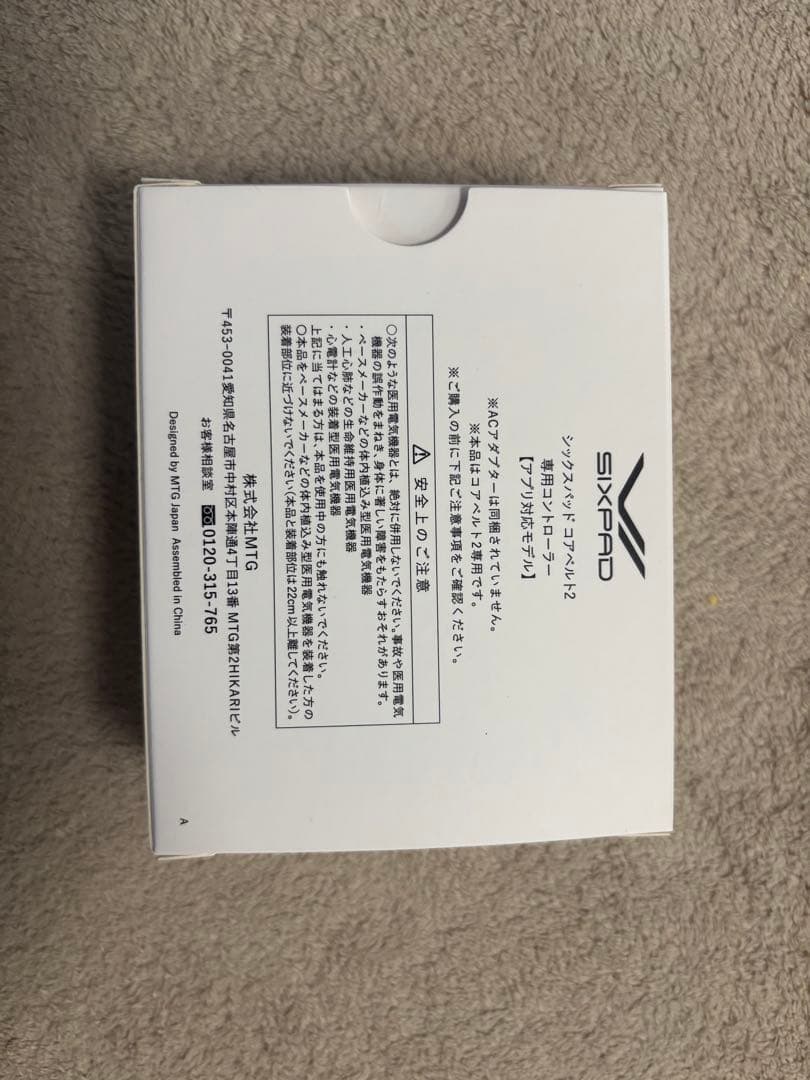 SIXPAD
シックスパッド コアベルト2
専用コントローラー
【アプリ対応モデル】
※ACアダプターは同梱されていません。
※本品はコアベルト2専用です。
※ご購入の前に下記ご注意事項をご確認ください。
⚠ 安全上のご注意
○次のような医用電気機器とは、絶対に併用しないでください。事故や医用電気
機器の誤作動をまねき、身体に著しい障害をもたらすおそれがあります。
・ペースメーカーなどの体内植込み型医用電気機器
・人工心肺などの生命維持用医用電気機器
・心電計などの装着型医用電気機器
上記に当てはまる方は、本品を使用中の方にも触れないでください。
○本品をペースメーカーなどの体内植込み型医用電気機器を装着した方の
装着部位に近づけないでください(本品と装着部位は22cm以上離してください)。
株式会社MTG
〒453-0041愛知県名古屋市中村区本陣通4丁目13番 MTG第2HIKARIビル
お客様相談室 0120-315-765
Designed by MTG Japan Assembled in China
A